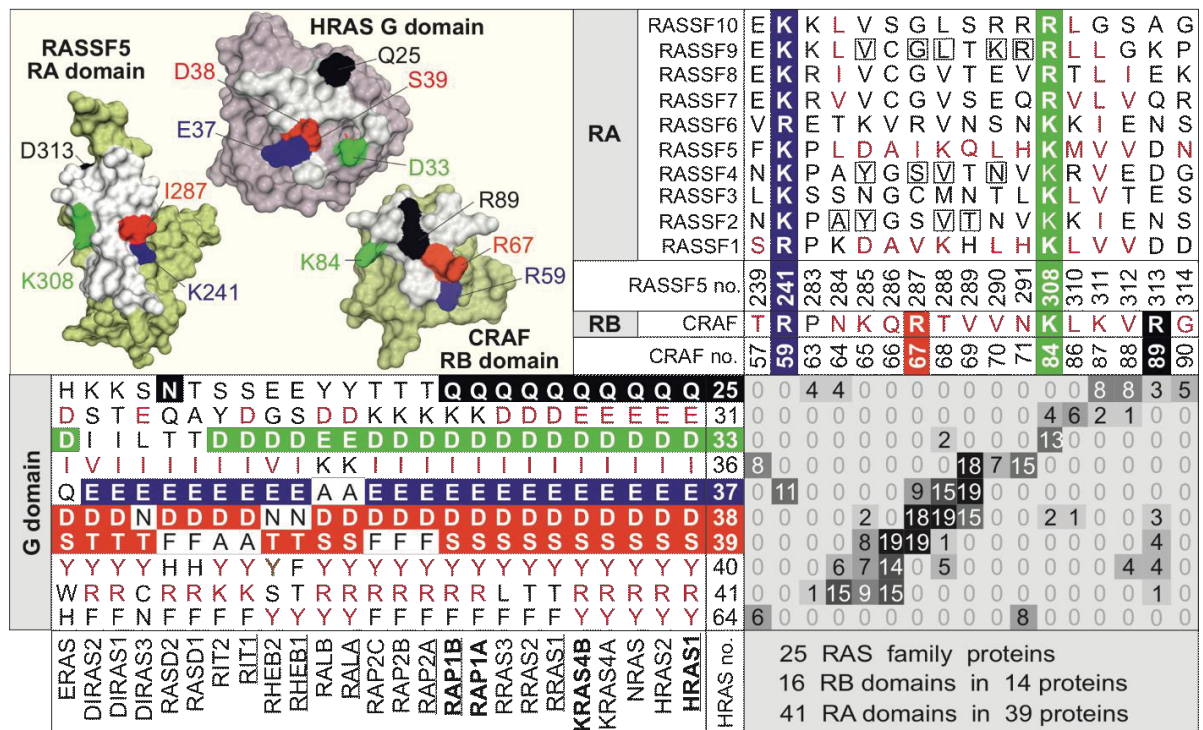 RASSF5
RA domain
HRAS G domain
Q25
D38
S39
E37
D33
D313
I287
K308
K241
R89
K84
R67
R59
CRAF
RB domain
RA
RASSF10 E K K L V S G L S R R R L G S A G
RASSF9 E K K L V C G L T K R R L L G K P
RASSF8 E K R I V C G V T E V R T L I E K
RASSF7 E K R V V C G V S E Q R V L V Q R
RASSF6 V R E T K V R V N S N K K I E N S
RASSF5 F K P L D A I K Q L H K M V V D N
RASSF4 N K P A Y G S V T N V K R V E D G
RASSF3 L K S S N G C M N T L K L V T E S
RASSF2 N K P A Y G S V T N V K K I E N S
RASSF1 S R P K D A V K H L H K L V V D D
RASSF5 no. 239 241 283 284 285 286 287 288 289 290 291 308 310 311 312 313 314
RB CRAF T R P N K Q R T V V N K L K V R G
CRAF no. 57 59 63 64 65 66 67 68 69 70 71 84 86 87 88 89 90
G domain
H K K S N T S S E E Y Y T T T Q Q Q Q Q Q Q Q Q Q 25 0 0 4 4 0 0 0 0 0 0 0 0 0 8 8 3 5
D S T E Q A Y D G S D D K K K K K D D D E E E E E 31 0 0 0 0 0 0 0 0 0 0 0 4 6 2 1 0 0
D I I L T T D D D D E E D D D D D D D D D D D D D 33 0 0 0 0 0 0 0 2 0 0 0 13 0 0 0 0 0
I V I I I I I I V I K K I I I I I I I I I I I I I 36 8 0 0 0 0 0 0 0 18 7 15 0 0 0 0 0 0
Q E E E E E E E E E A A E E E E E E E E E E E E E 37 0 11 0 0 0 0 9 15 19 0 0 0 0 0 0 0 0
D D D N D D D D N N D D D D D D D D D D D D D D D 38 0 0 0 0 2 0 18 19 15 0 0 2 1 0 0 3 0
S T T T F F A A T T S S F F F S S S S S S S S S S 39 0 0 0 0 8 19 19 1 0 0 0 0 0 0 0 4 0
Y Y Y Y H H Y Y Y F Y Y Y Y Y Y Y Y Y Y Y Y Y Y Y 40 0 0 0 6 7 14 0 5 0 0 0 0 0 0 4 4 0
W R R C R R K K S T R R R R R R R L T T R R R R R 41 0 0 1 15 9 15 0 0 0 0 0 0 0 0 0 1 0
H F F N F F F F Y Y Y Y F F F F F F F F Y Y Y Y Y 64 6 0 0 0 0 0 0 0 0 0 8 0 0 0 0 0 0
ERAS
DIRAS2
DIRAS1
DIRAS3
RASD2
RASD1
RIT2
RIT1
RHEB2
RHEB1
RALB
RALA
RAP2C
RAP2B
RAP2A
RAP1B
RAP1A
RRAS3
RRAS2
RRAS1
KRAS4B
KRAS4A
NRAS
HRAS2
HRAS1
HRAS no.
25 RAS family proteins
16 RB domains in 14 proteins
41 RA domains in 39 proteins